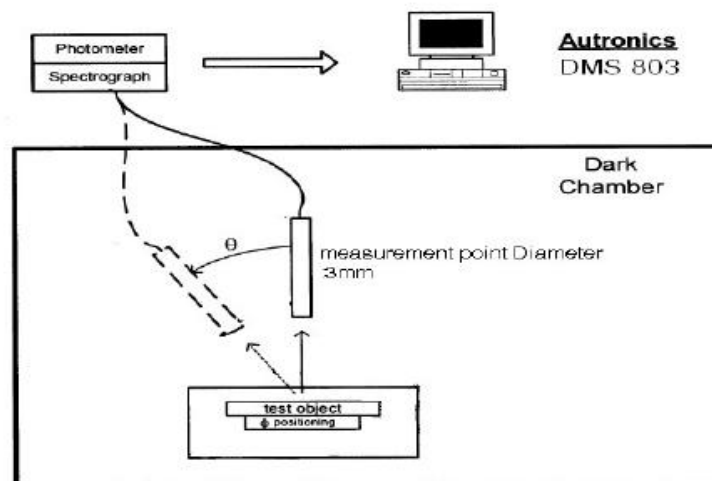 Photometer
Spectrograph
Autronics
DMS 803
Dark
Chamber
θ
measurement point Diameter
3mm
test object
ϕ positioning